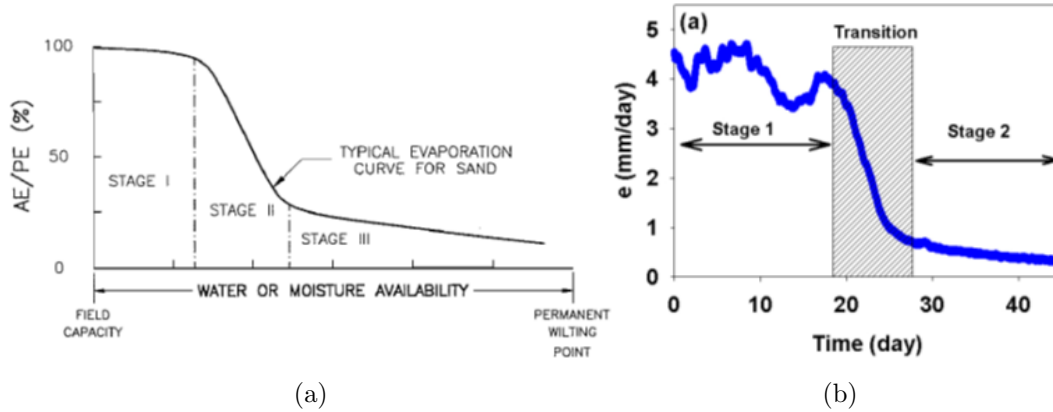 100
50
0
AE/PE (%)
STAGE I
STAGE II
STAGE III
TYPICAL EVAPORATION
CURVE FOR SAND
WATER OR MOISTURE AVAILABILITY
FIELD
CAPACITY
PERMANENT
WILTING
POINT
(a)
(a)
Transition
Stage 1
Stage 2
e (mm/day)
5
4
3
2
1
0
0 10 20 30 40
Time (day)
(b)